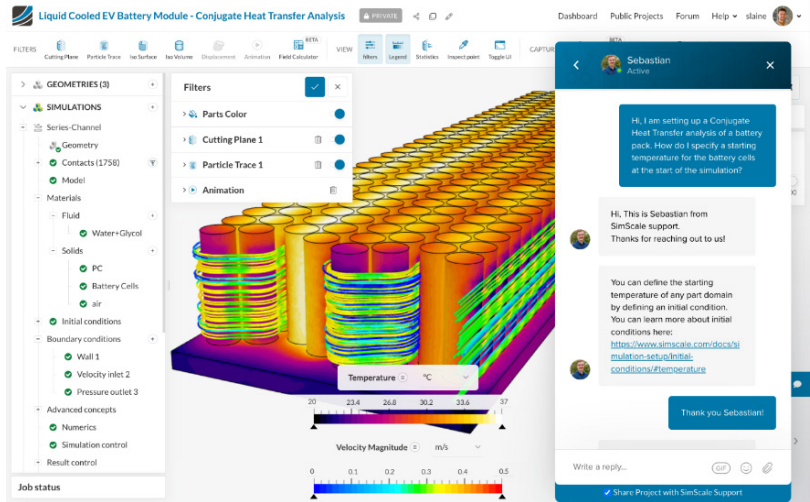 Liquid Cooled EV Battery Module - Conjugate Heat Transfer Analysis
PRIVATE
Dashboard Public Projects Forum Help slaine
FILTERS
Cutting Plane Particle Trace Iso Surface Iso Volume Displacement Animation Field Calculator
BETA
VIEW
filters Legend Statistics Inspect point Toggle UI
CAPTUR
BETA
GEOMETRIES (3)
SIMULATIONS
Series-Channel
Geometry
Contacts (1758)
Model
Materials
Fluid
Water+Glycol
Solids
PC
Battery Cells
air
Initial conditions
Boundary conditions
Wall 1
Velocity inlet 2
Pressure outlet 3
Advanced concepts
Numerics
Simulation control
Result control
Job status
Filters
Parts Color
Cutting Plane 1
Particle Trace 1
Animation
Temperature °C
20 23.4 26.8 30.2 33.6 37
Velocity Magnitude m/s
0 0.1 0.2 0.3 0.4 0.5
Sebastian
Active
Hi, I am setting up a Conjugate
Heat Transfer analysis of a battery
pack. How do I specify a starting
temperature for the battery cells
at the start of the simulation?
Hi, This is Sebastian from
SimScale support.
Thanks for reaching out to us!
You can define the starting
temperature of any part domain
by defining an initial condition.
You can learn more about initial
conditions here:
https://www.simscale.com/docs/si
mulation-setup/initial-
conditions/#temperature
Thank you Sebastian!
Write a reply...
GIF
Share Project with SimScale Support